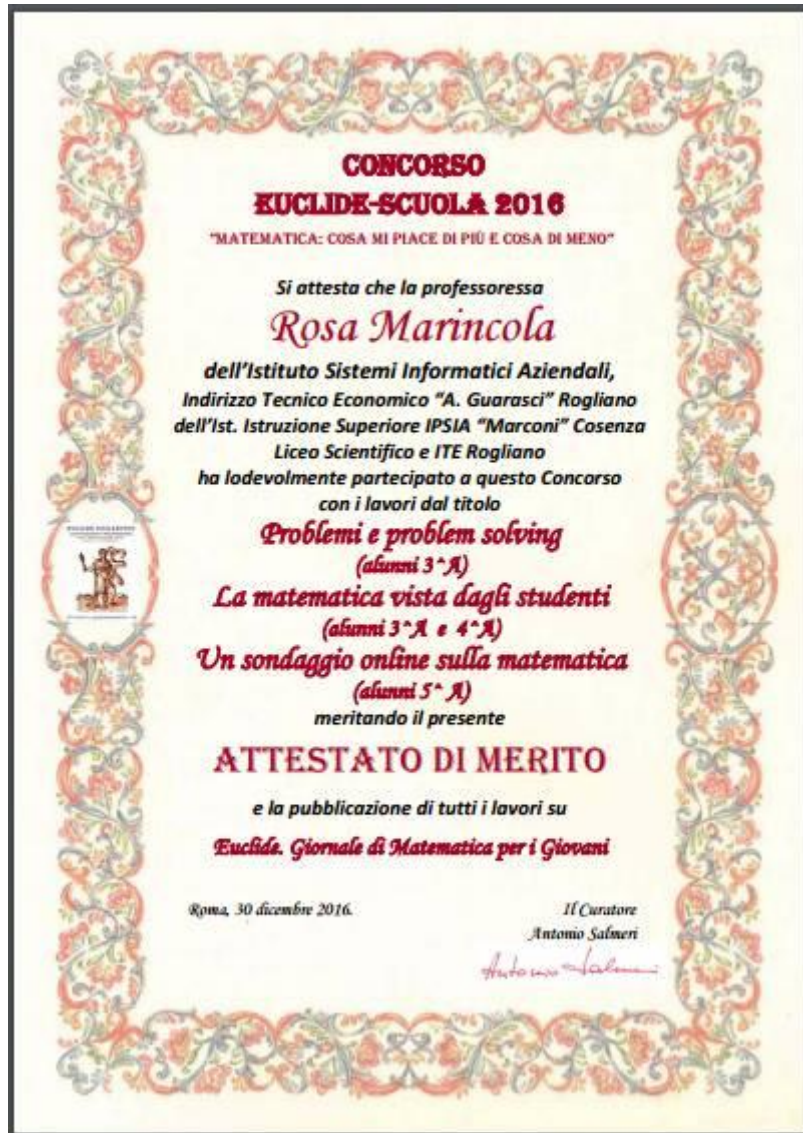 CONCORSO
EUCLIDE-SCUOLA 2016
"MATEMATICA: COSA MI PIACE DI PIÙ E COSA DI MENO"
Si attesta che la professoressa
Rosa Marincola
dell'Istituto Sistemi Informatici Aziendali,
Indirizzo Tecnico Economico "A. Guarasci" Rogliano
dell'Ist. Istruzione Superiore IPSIA "Marconi" Cosenza
Liceo Scientifico e ITE Rogliano
ha lodevolmente partecipato a questo Concorso
con i lavori dal titolo
Problemi e problem solving
(alunni 3^A)
La matematica vista dagli studenti
(alunni 3^A e 4^A)
Un sondaggio online sulla matematica
(alunni 5^ A)
meritando il presente
ATTESTATO DI MERITO
e la pubblicazione di tutti i lavori su
Euclide. Giornale di Matematica per i Giovani
Roma, 30 dicembre 2016.
Il Curatore
Antonio Salmeri
Antonio Salmeri